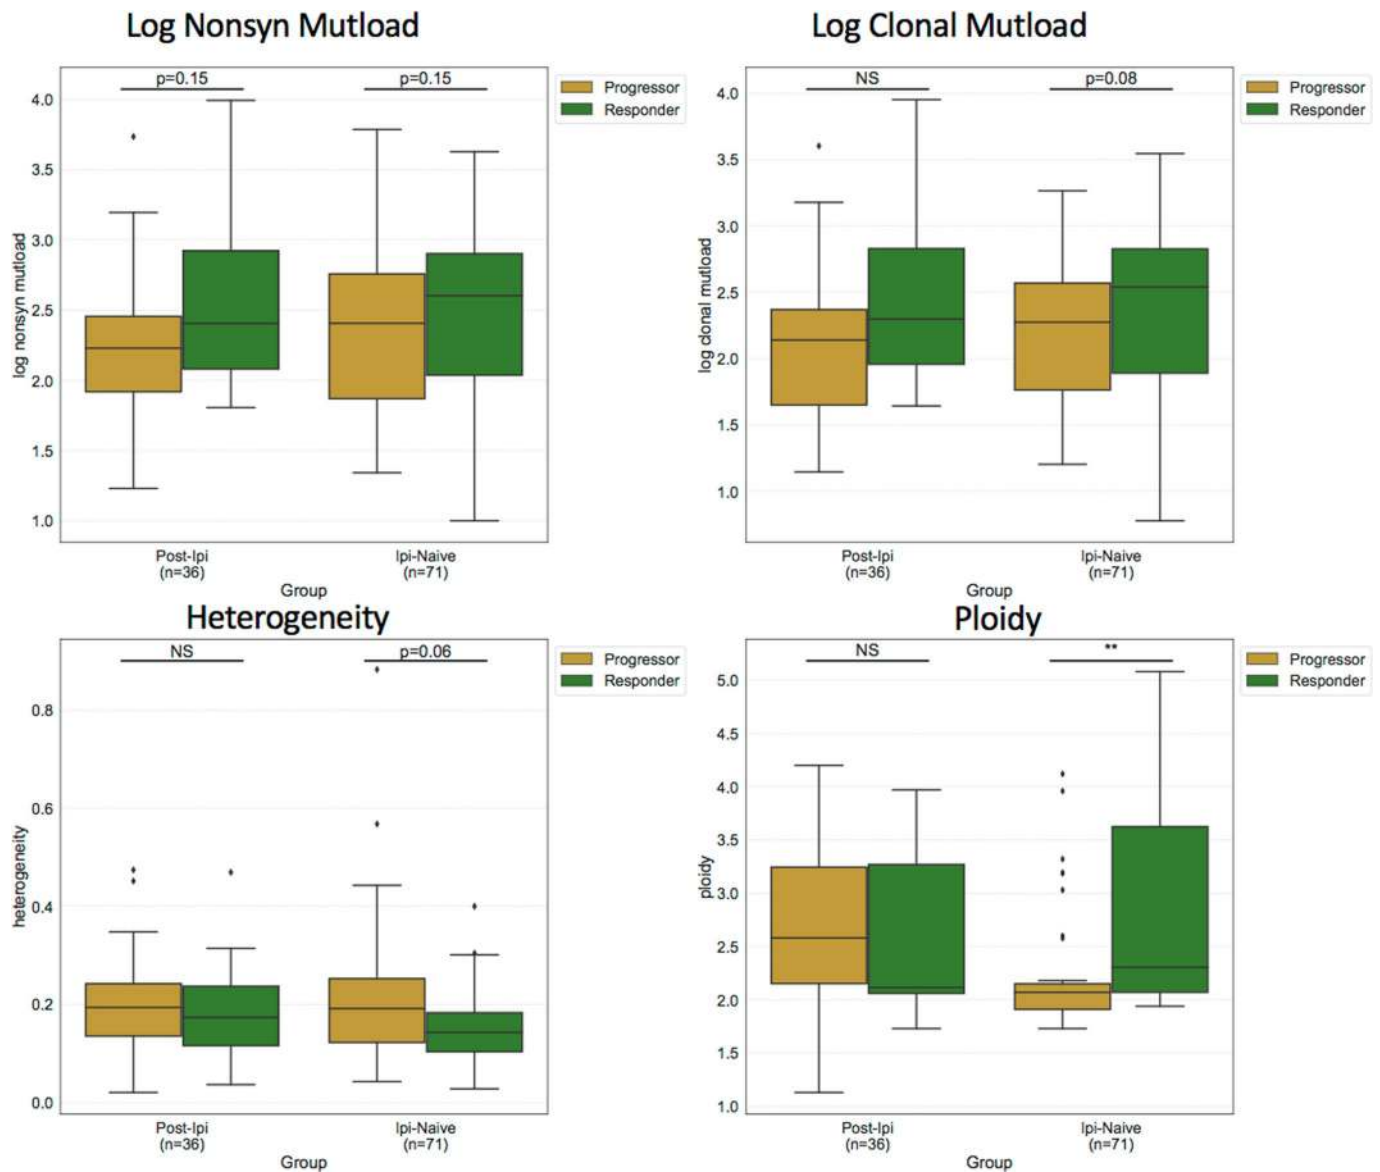 Log Nonsyn Mutload
p=0.15
p=0.15
Progressor
Responder
4.0
3.5
3.0
2.5
2.0
1.5
1.0
log nonsyn mutload
Post-Ipi
(n=36)
Ipi-Naive
(n=71)
Group
Log Clonal Mutload
NS
p=0.08
Progressor
Responder
4.0
3.5
3.0
2.5
2.0
1.5
1.0
log clonal mutload
Post-Ipi
(n=36)
Ipi-Naive
(n=71)
Group
Heterogeneity
NS
p=0.06
Progressor
Responder
0.8
0.6
0.4
0.2
0.0
heterogeneity
Post-Ipi
(n=36)
Ipi-Naive
(n=71)
Group
Ploidy
NS
**
Progressor
Responder
5.0
4.5
4.0
3.5
3.0
2.5
2.0
1.5
1.0
ploidy
Post-Ipi
(n=36)
Ipi-Naive
(n=71)
Group